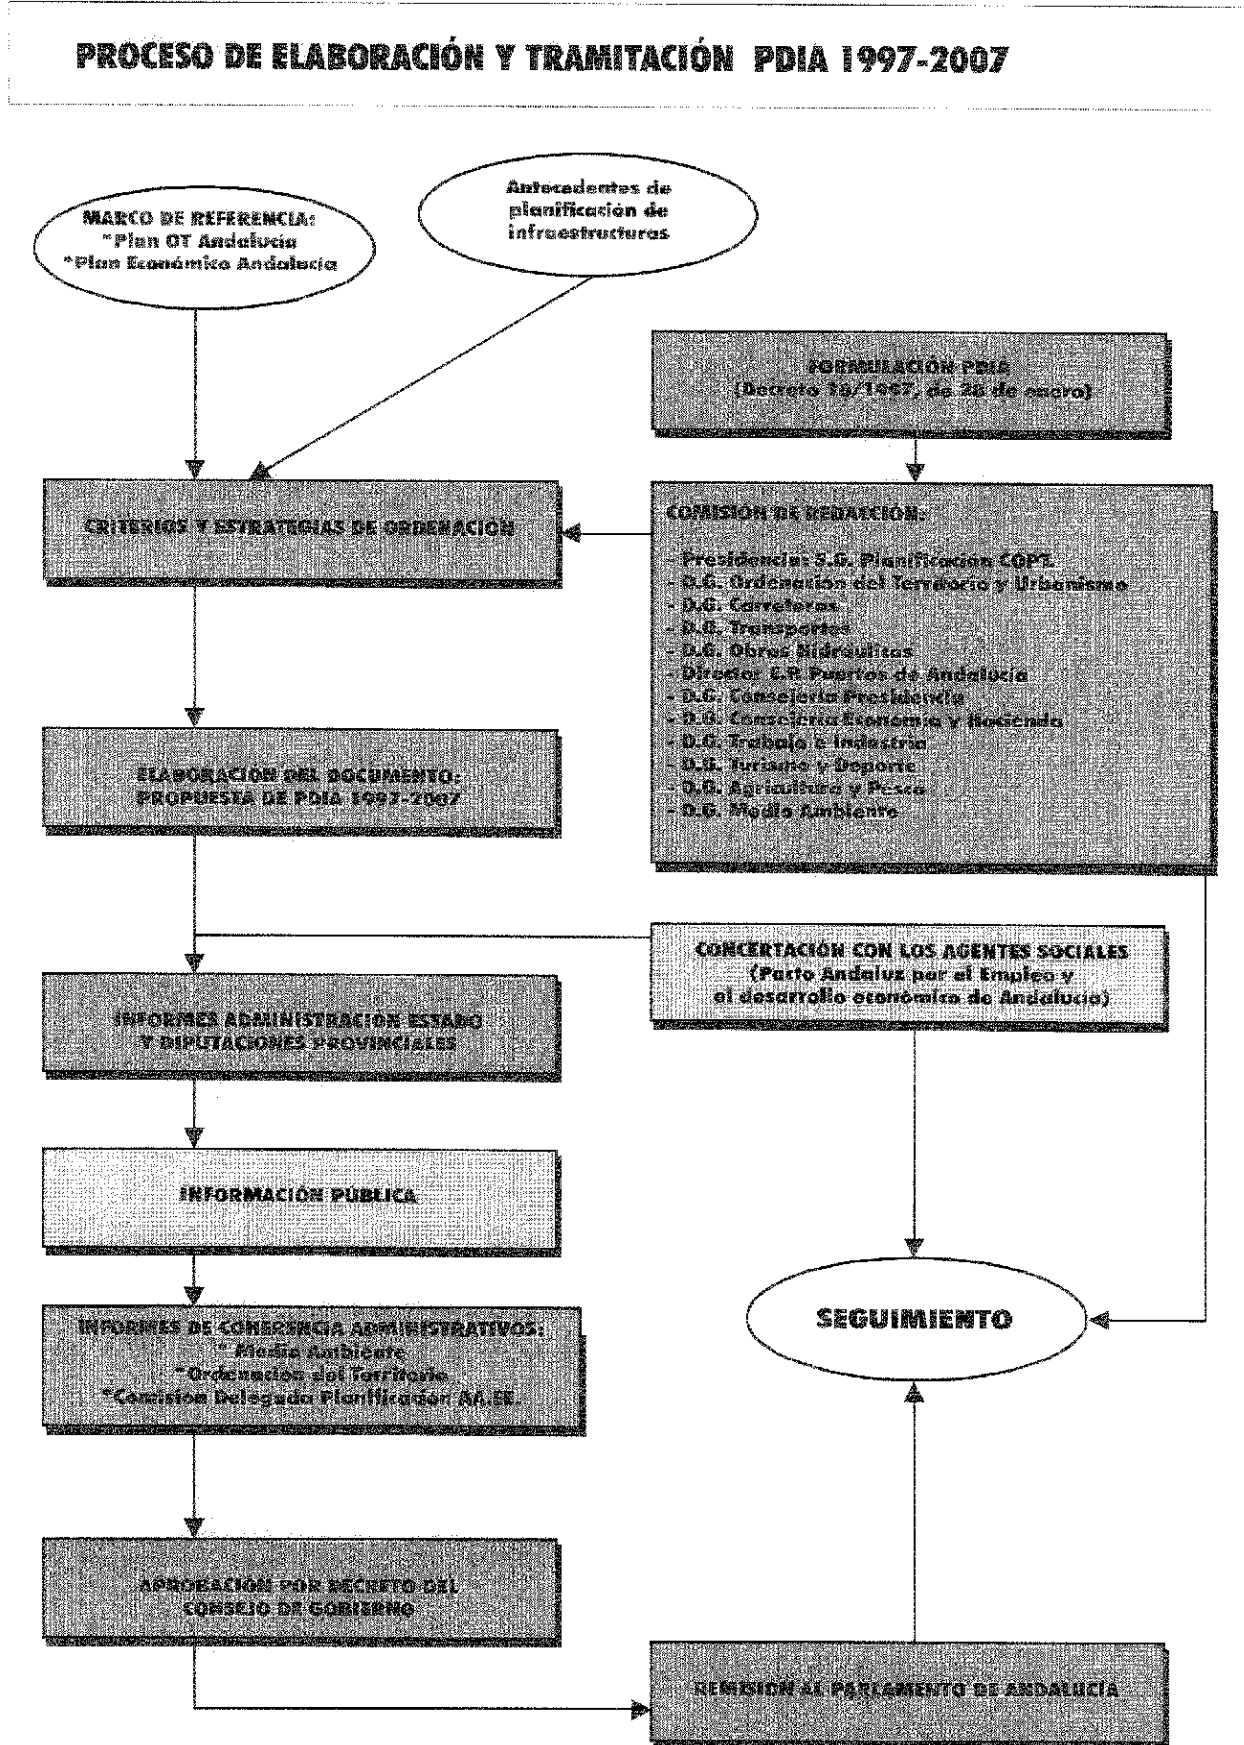 PROCESO DE ELABORACIÓN Y TRAMITACIÓN PDIA 1997-2007
MARCO DE REFERENCIA:
*Plan OT Andalucía
*Plan Económico Andalucía
Antecedentes de
planificación de
infraestructuras
FORMULACIÓN PDIA
(Decreto 16/1997, de 28 de enero)
CRITERIOS Y ESTRATEGIAS DE ORDENACIÓN
COMISIÓN DE REDACCIÓN:
- Presidencia: S.G. Planificación COPT.
- D.G. Ordenación del Territorio y Urbanismo
- D.G. Carreteras
- D.G. Transportes
- D.G. Obras Hidráulicas
- Director E.P. Puertos de Andalucía
- D.G. Consejería Presidencia
- D.G. Consejería Economía y Hacienda
- D.G. Trabajo e Industria
- D.G. Turismo y Deporte
- D.G. Agricultura y Pesca
- D.G. Medio Ambiente
ELABORACIÓN DEL DOCUMENTO:
PROPUESTA DE PDIA 1997-2007
CONCERTACIÓN CON LOS AGENTES SOCIALES
(Pacto Andaluz por el Empleo y
el desarrollo económico de Andalucía)
INFORMES ADMINISTRACIÓN ESTADO
Y DIPUTACIONES PROVINCIALES
INFORMACIÓN PÚBLICA
SEGUIMIENTO
INFORMES DE COHERENCIA ADMINISTRATIVOS:
* Medio Ambiente
*Ordenación del Territorio
*Comisión Delegada Planificación AA.EE.
APROBACIÓN POR DECRETO DEL
CONSEJO DE GOBIERNO
REMISIÓN AL PARLAMENTO DE ANDALUCÍA